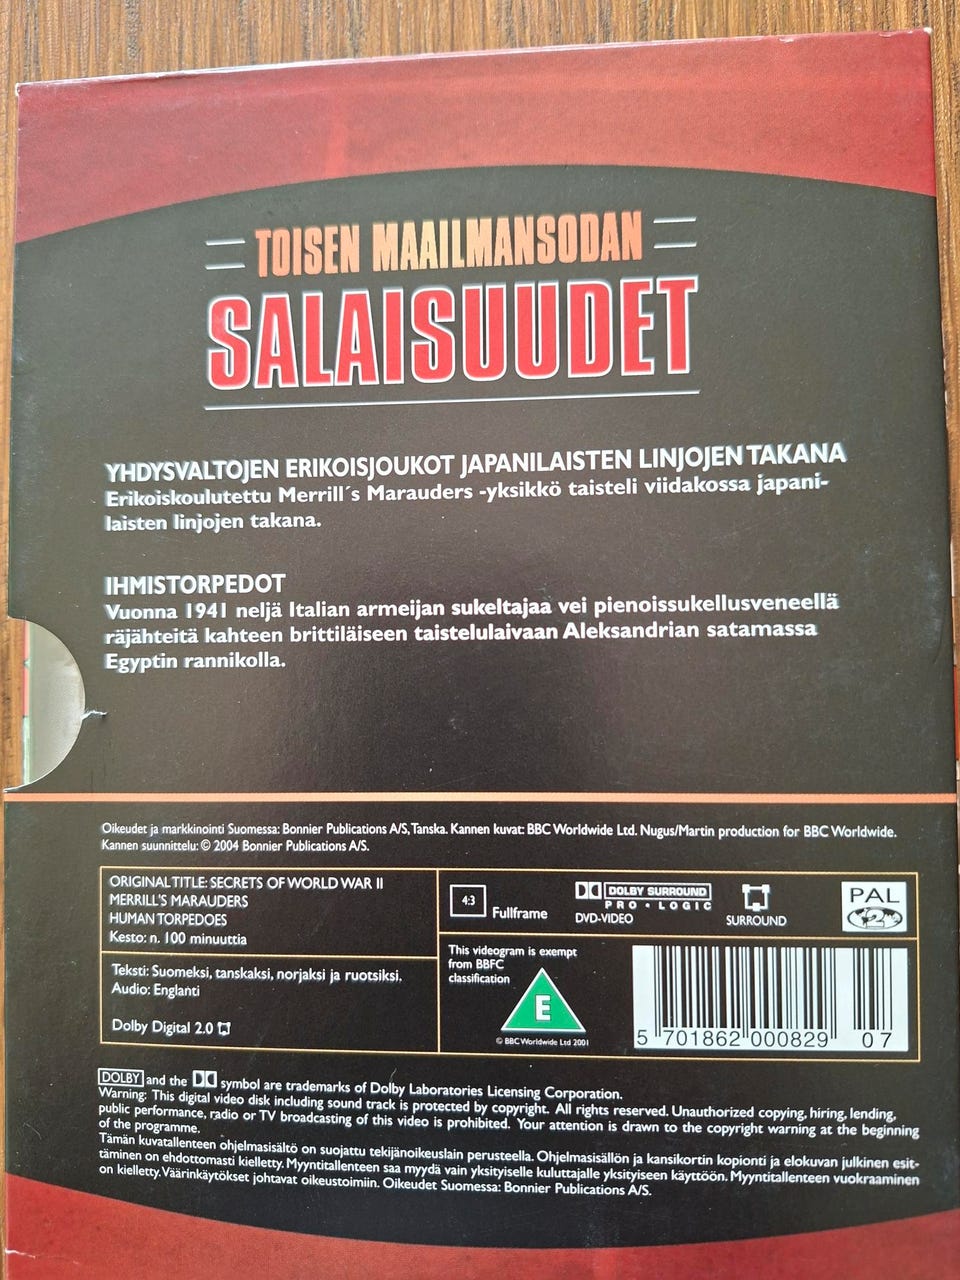 TOISEN MAAILMANSODAN
SALAISUUDET
YHDYSVALTOJEN ERIKOISJOUKOT JAPANILAISTEN LINJOJEN TAKANA
Erikoiskoulutettu Merrill´s Marauders -yksikkö taisteli viidakossa japani-
laisten linjojen takana.
IHMISTORPEDOT
Vuonna 1941 neljä Italian armeijan sukeltajaa vei pienoissukellusveneellä
räjähteitä kahteen brittiläiseen taistelulaivaan Aleksandrian satamassa
Egyptin rannikolla.
Oikeudet ja markkinointi Suomessa: Bonnier Publications A/S, Tanska. Kannen kuvat: BBC Worldwide Ltd. Nugus/Martin production for BBC Worldwide.
Kannen suunnittelu: © 2004 Bonnier Publications A/S.
ORIGINAL TITLE: SECRETS OF WORLD WAR II
MERRILL'S MARAUDERS
HUMAN TORPEDOES
Kesto: n. 100 minuuttia
Teksti: Suomeksi, tanskaksi, norjaksi ja ruotsiksi.
Audio: Englanti
Dolby Digital 2.0
4:3
Fullframe
DOLBY SURROUND
PRO • LOGIC
DVD-VIDEO
SURROUND
PAL
2
This videogram is exempt
from BBFC
classification
E
© BBC Worldwide Ltd 2001
5 701862 000829 07
DOLBY and the symbol are trademarks of Dolby Laboratories Licensing Corporation.
Warning: This digital video disk including sound track is protected by copyright. All rights reserved. Unauthorized copying, hiring, lending,
public performance, radio or TV broadcasting of this video is prohibited. Your attention is drawn to the copyright warning at the beginning
of the programme.
Tämän kuvatallenteen ohjelmasisältö on suojattu tekijänoikeuslain perusteella. Ohjelmasisällön ja kansikortin kopionti ja elokuvan julkinen esit-
täminen on ehdottomasti kielletty. Myyntitallenteen saa myydä vain yksityiselle kuluttajalle yksityiseen käyttöön. Myyntitallenteen vuokraaminen
on kielletty. Väärinkäytökset johtavat oikeustoimiin. Oikeudet Suomessa: Bonnier Publications A/S.